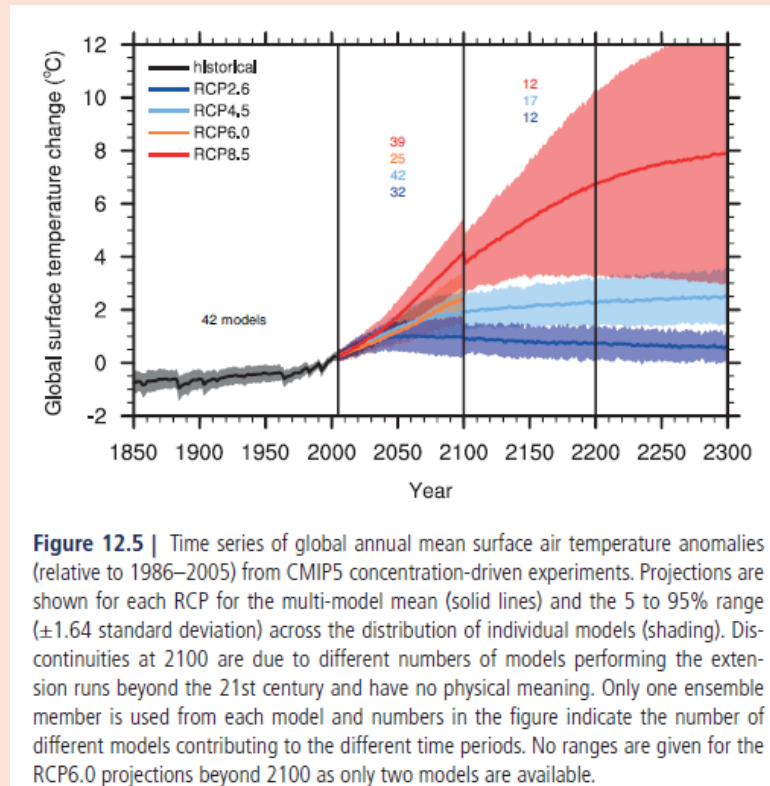 12
10
8
6
4
2
0
-2
Global surface temperature change (°C)
historical
RCP2.6
RCP4.5
RCP6.0
RCP8.5
42 models
39
25
42
32
12
17
12
1850 1900 1950 2000 2050 2100 2150 2200 2250 2300
Year
Figure 12.5 | Time series of global annual mean surface air temperature anomalies
(relative to 1986–2005) from CMIP5 concentration-driven experiments. Projections are
shown for each RCP for the multi-model mean (solid lines) and the 5 to 95% range
(±1.64 standard deviation) across the distribution of individual models (shading). Dis-
continuities at 2100 are due to different numbers of models performing the exten-
sion runs beyond the 21st century and have no physical meaning. Only one ensemble
member is used from each model and numbers in the figure indicate the number of
different models contributing to the different time periods. No ranges are given for the
RCP6.0 projections beyond 2100 as only two models are available.